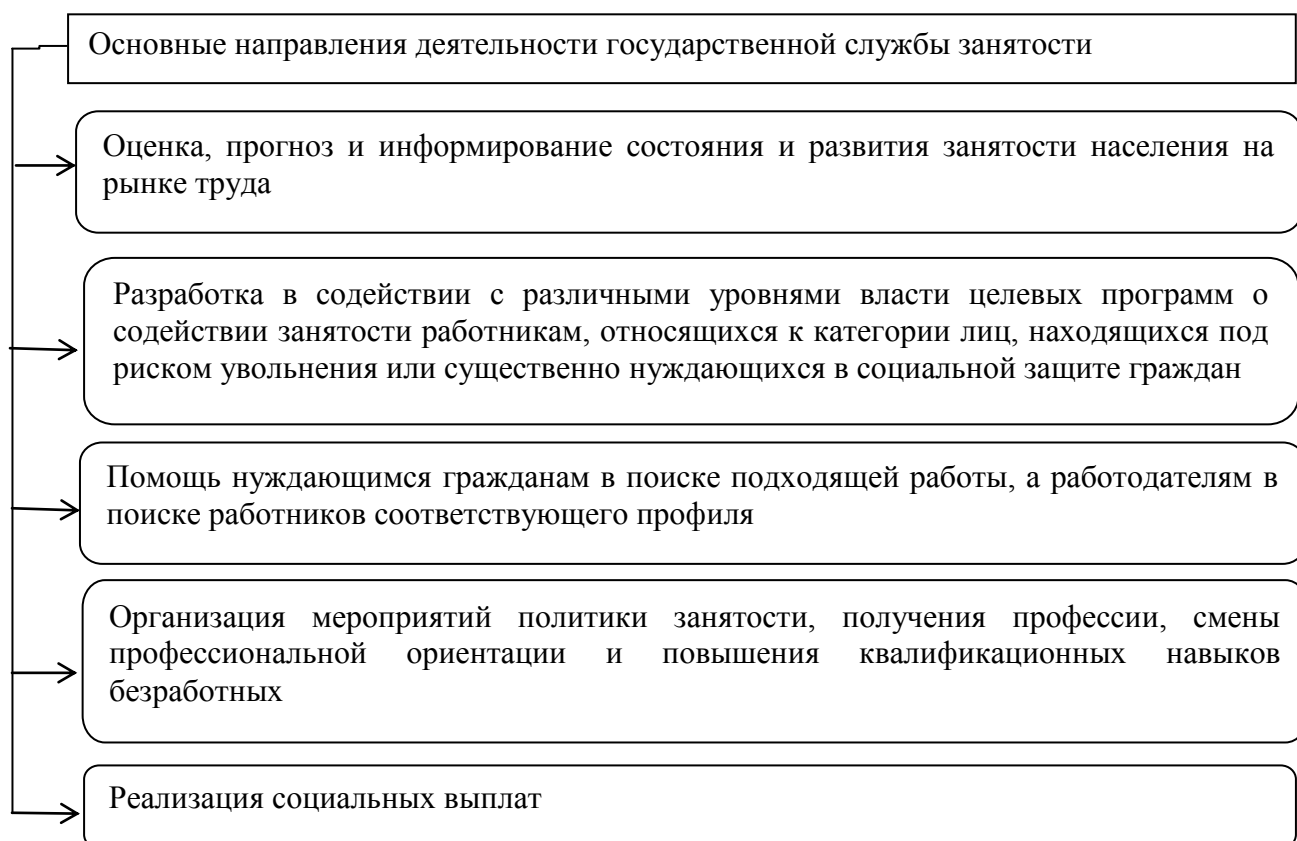 Основные направления деятельности государственной службы занятости
Оценка, прогноз и информирование состояния и развития занятости населения на
рынке труда
Разработка в содействии с различными уровнями власти целевых программ о
содействии занятости работникам, относящихся к категории лиц, находящихся под
риском увольнения или существенно нуждающихся в социальной защите граждан
Помощь нуждающимся гражданам в поиске подходящей работы, а работодателям в
поиске работников соответствующего профиля
Организация мероприятий политики занятости, получения профессии, смены
профессиональной ориентации и повышения квалификационных навыков
безработных
Реализация социальных выплат